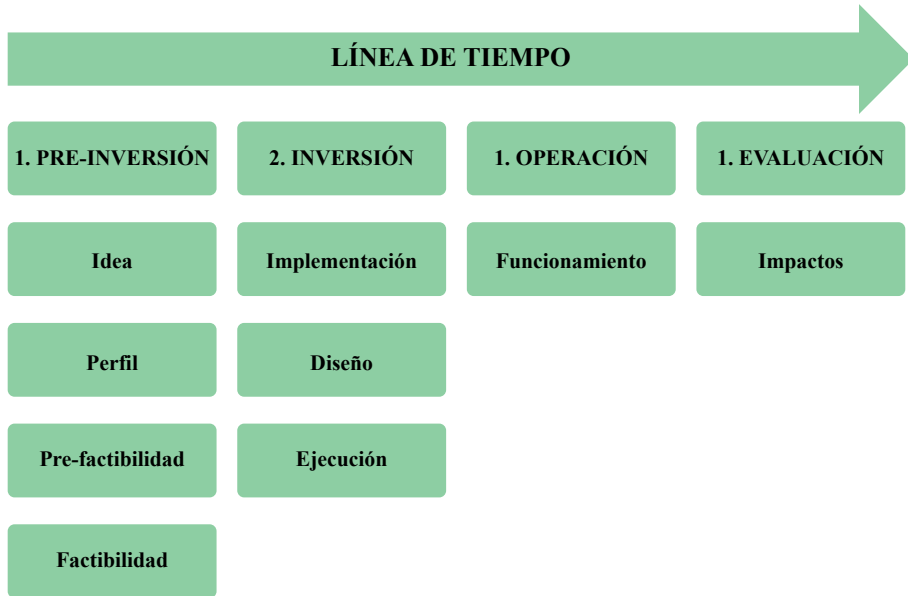 LÍNEA DE TIEMPO
1. PRE-INVERSIÓN
2. INVERSIÓN
1. OPERACIÓN
1. EVALUACIÓN
Idea
Implementación
Funcionamiento
Impactos
Perfil
Diseño
Pre-factibilidad
Ejecución
Factibilidad